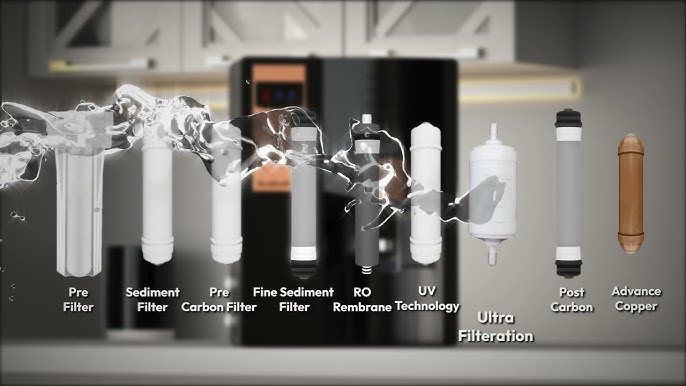 Pre
Filter
Sediment
Filter
Pre
Carbon Filter
Fine Sediment
Filter
RO
Rembrane
UV
Technology
Ultra
Filteration
Post
Carbon
Advance
Copper